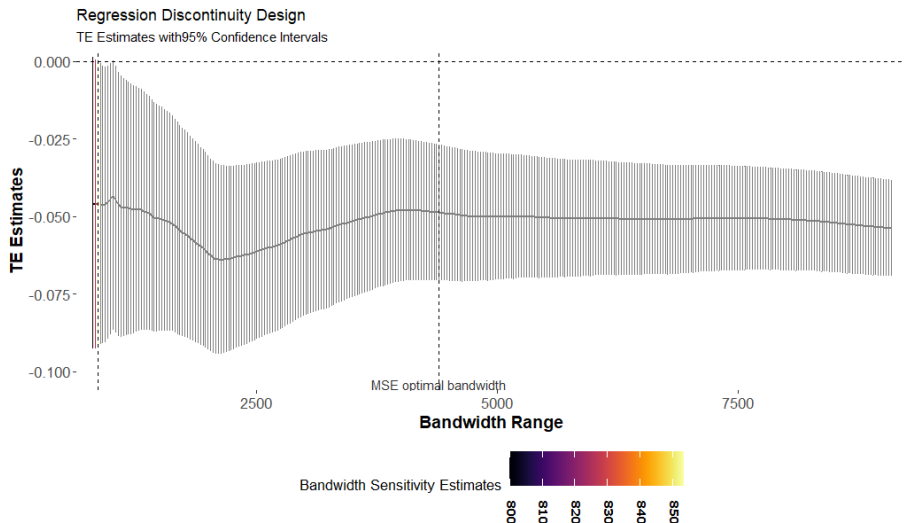 Regression Discontinuity Design
TE Estimates with95% Confidence Intervals
TE Estimates
0.000
-0.025
-0.050
-0.075
-0.100
MSE optimal bandwidth
2500
5000
7500
Bandwidth Range
Bandwidth Sensitivity Estimates
800
810
820
830
840
850